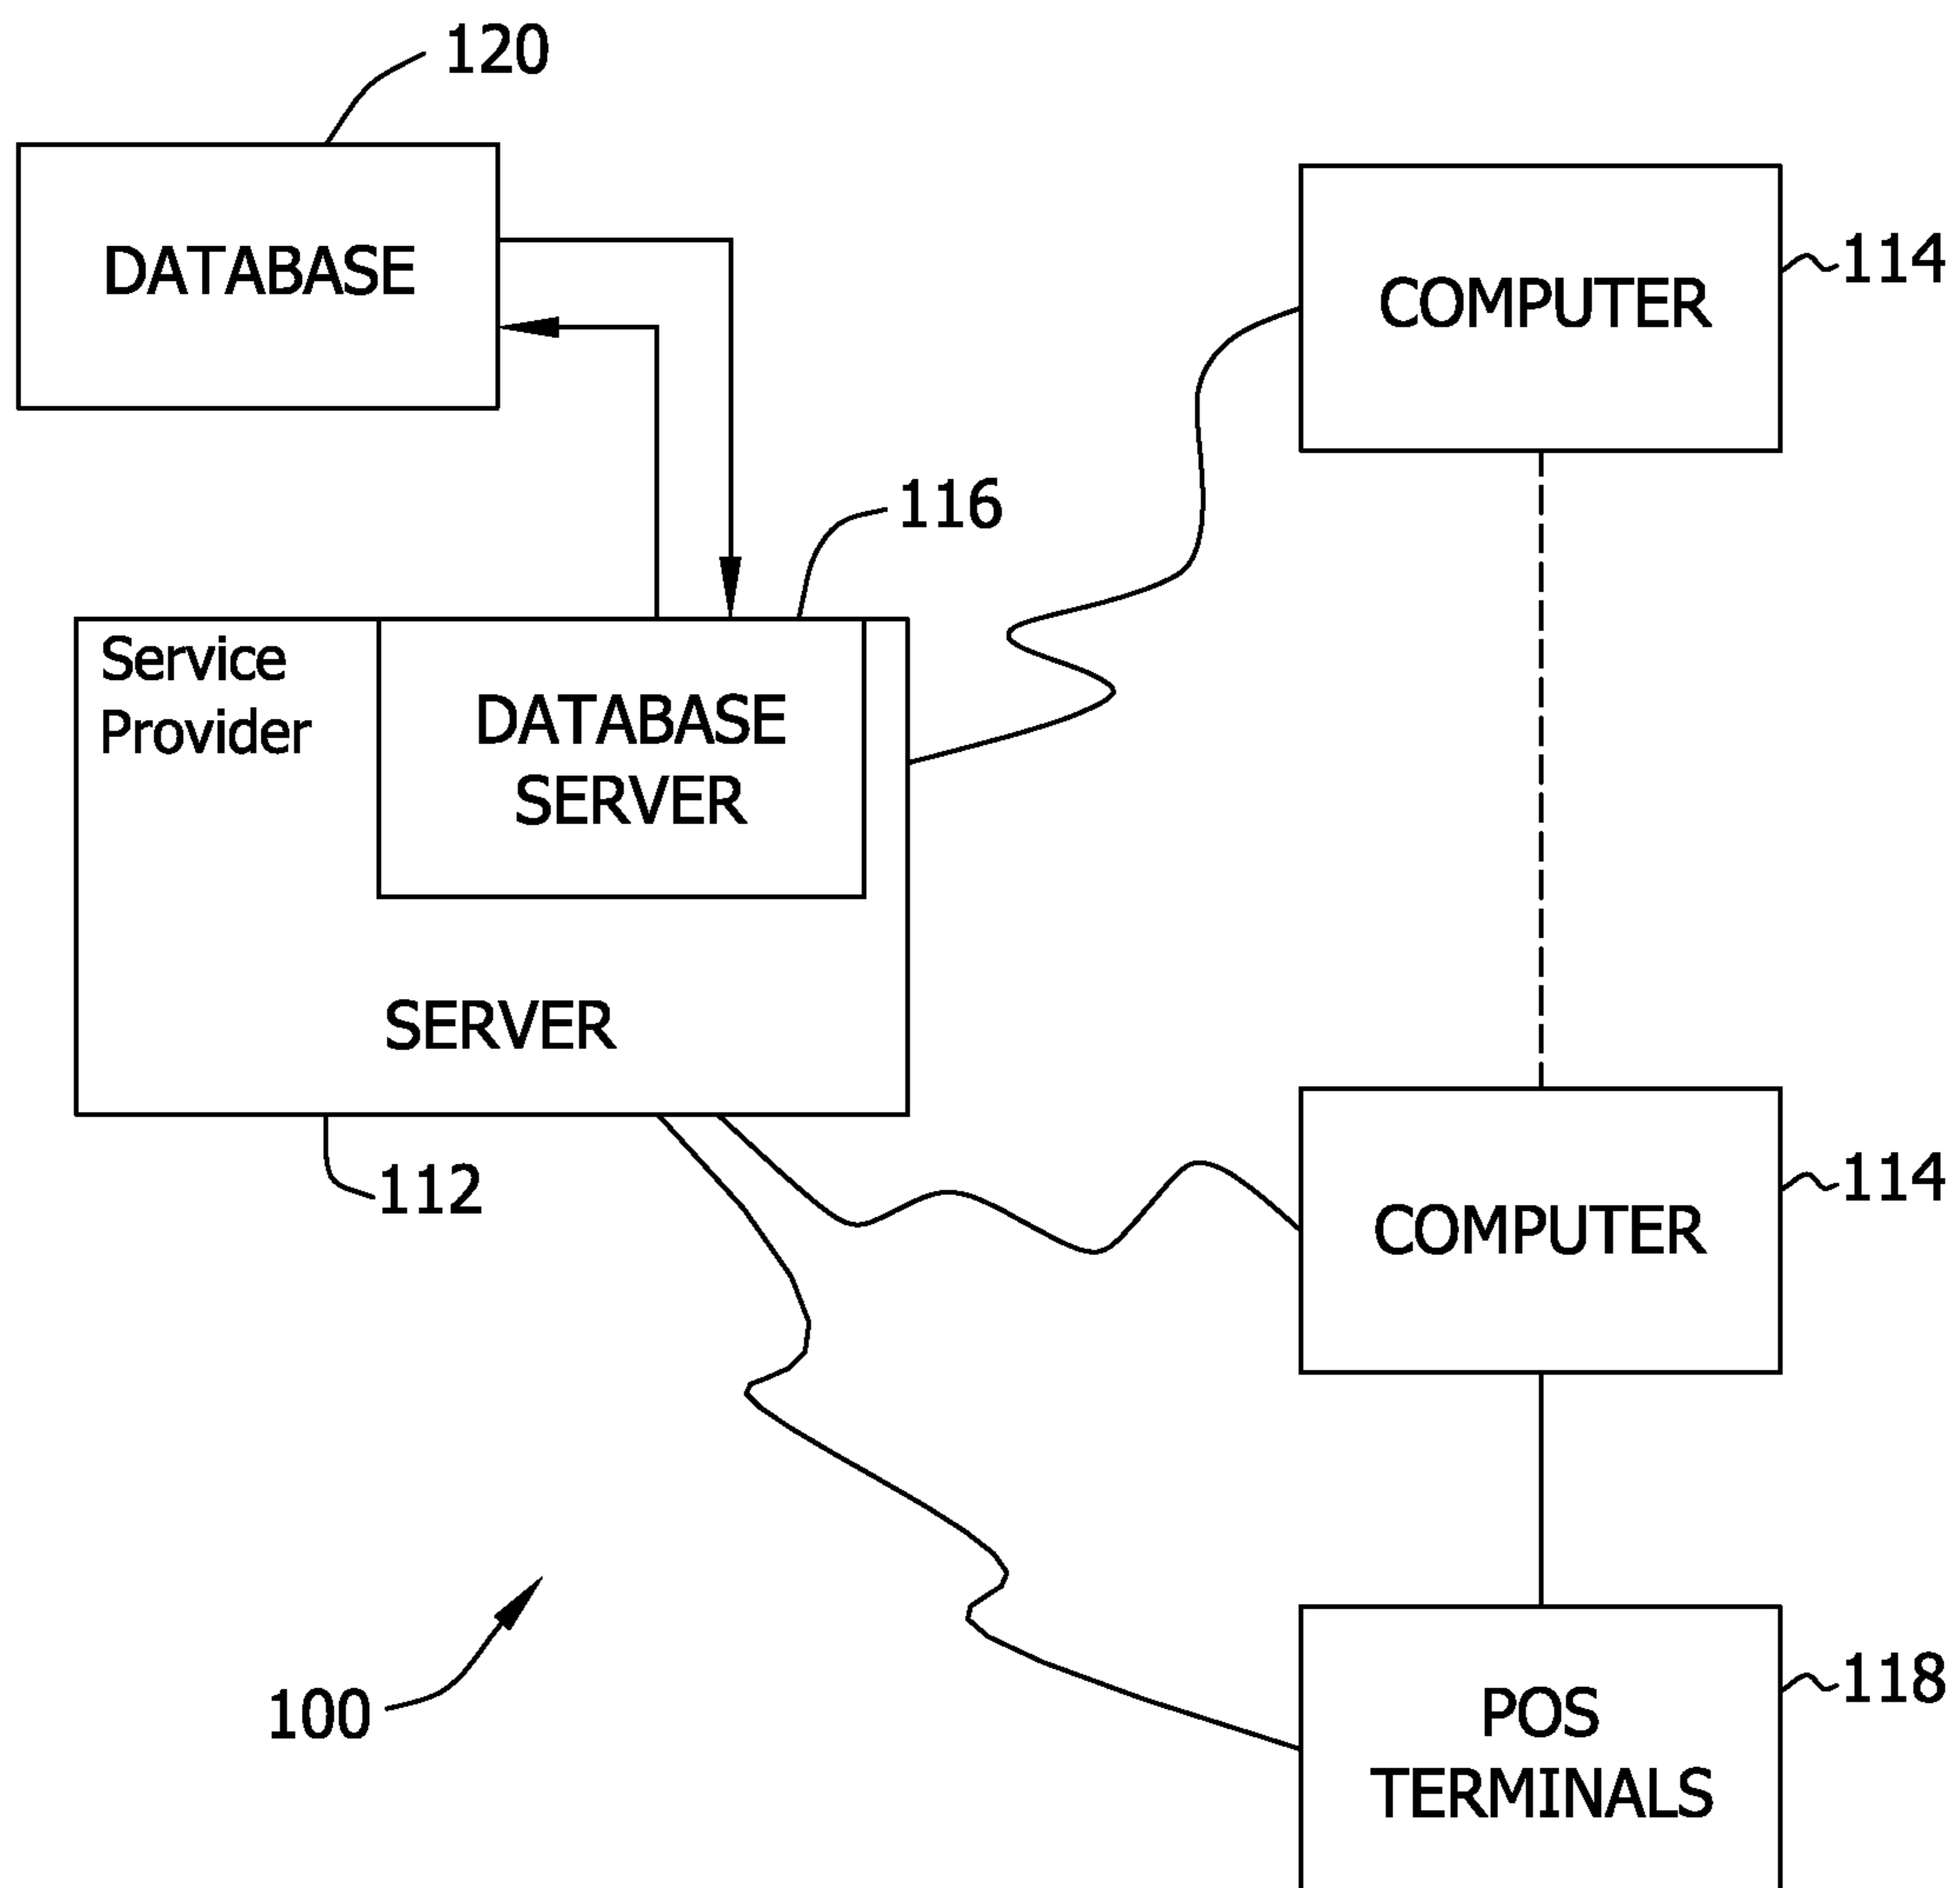 120
DATABASE
COMPUTER
114
116
Service
Provider
DATABASE
SERVER
SERVER
112
COMPUTER
114
100
POS
TERMINALS
118